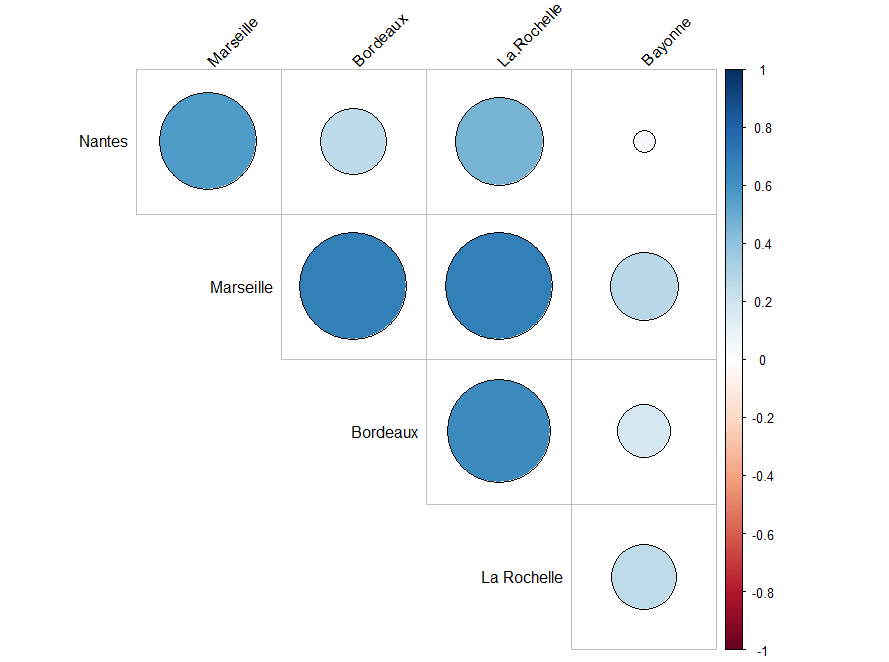 Marseille
Bordeaux
La.Rochelle
Bayonne
Nantes
Marseille
Bordeaux
La Rochelle
1
0.8
0.6
0.4
0.2
0
-0.2
-0.4
-0.6
-0.8
-1